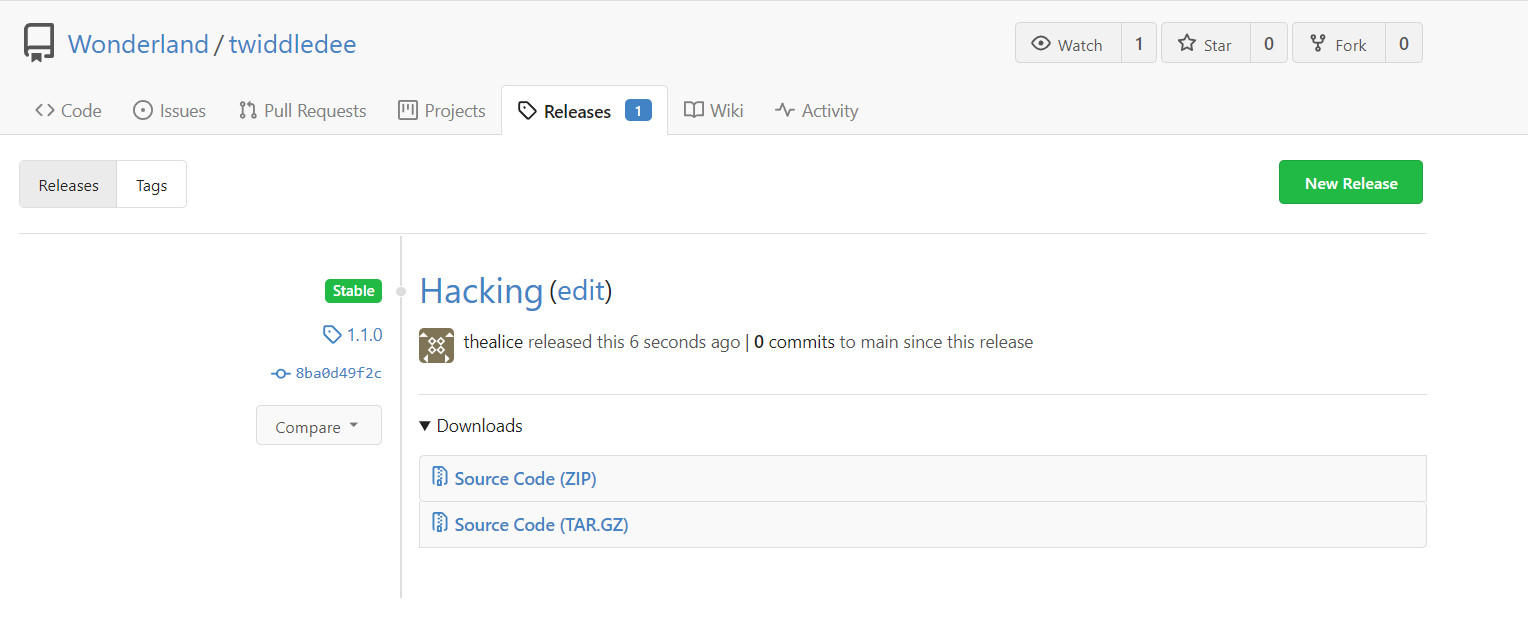 Wonderland / twiddledee
Watch 1 Star 0 Fork 0
Code Issues Pull Requests Projects Releases 1 Wiki Activity
Releases Tags
New Release
Stable
Hacking (edit)
1.1.0
thealice released this 6 seconds ago | 0 commits to main since this release
8ba0d49f2c
Compare
Downloads
Source Code (ZIP)
Source Code (TAR.GZ)